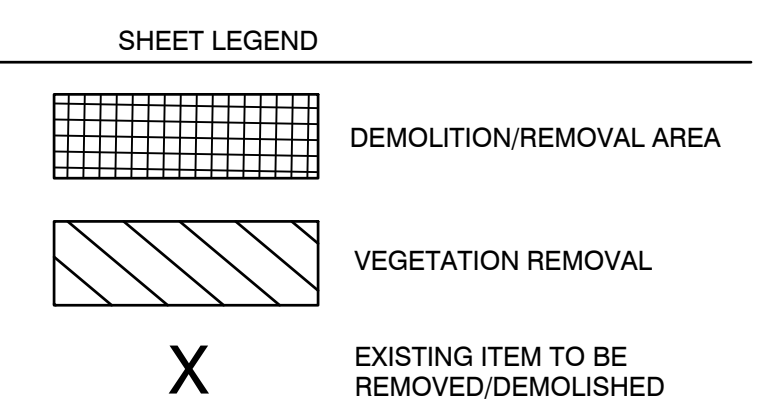 SHEET LEGEND
DEMOLITION/REMOVAL AREA
VEGETATION REMOVAL
X
EXISTING ITEM TO BE
REMOVED/DEMOLISHED